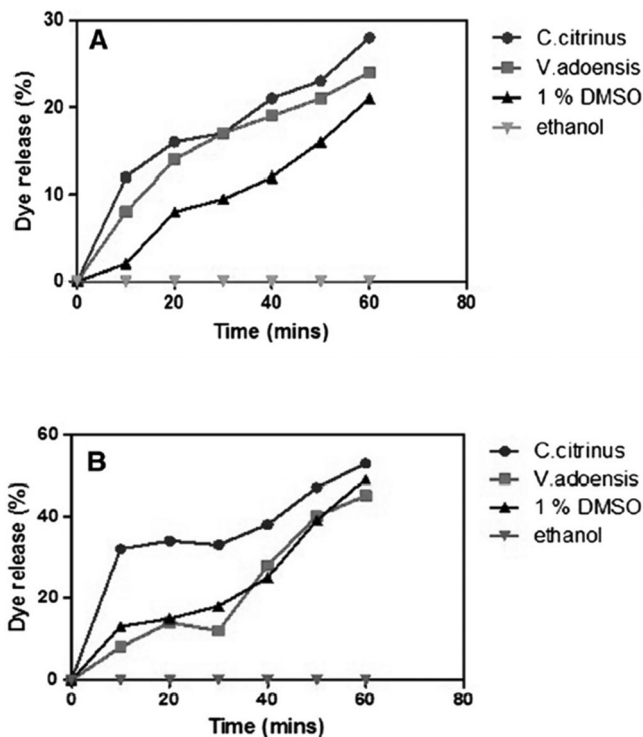 A
30
20
10
0
Dye release (%)
0 20 40 60 80
Time (mins)
C.citrinus
V.adoensis
1 % DMSO
ethanol
B
60
40
20
0
Dye release (%)
0 20 40 60 80
Time (mins)
C.citrinus
V.adoensis
1 % DMSO
ethanol